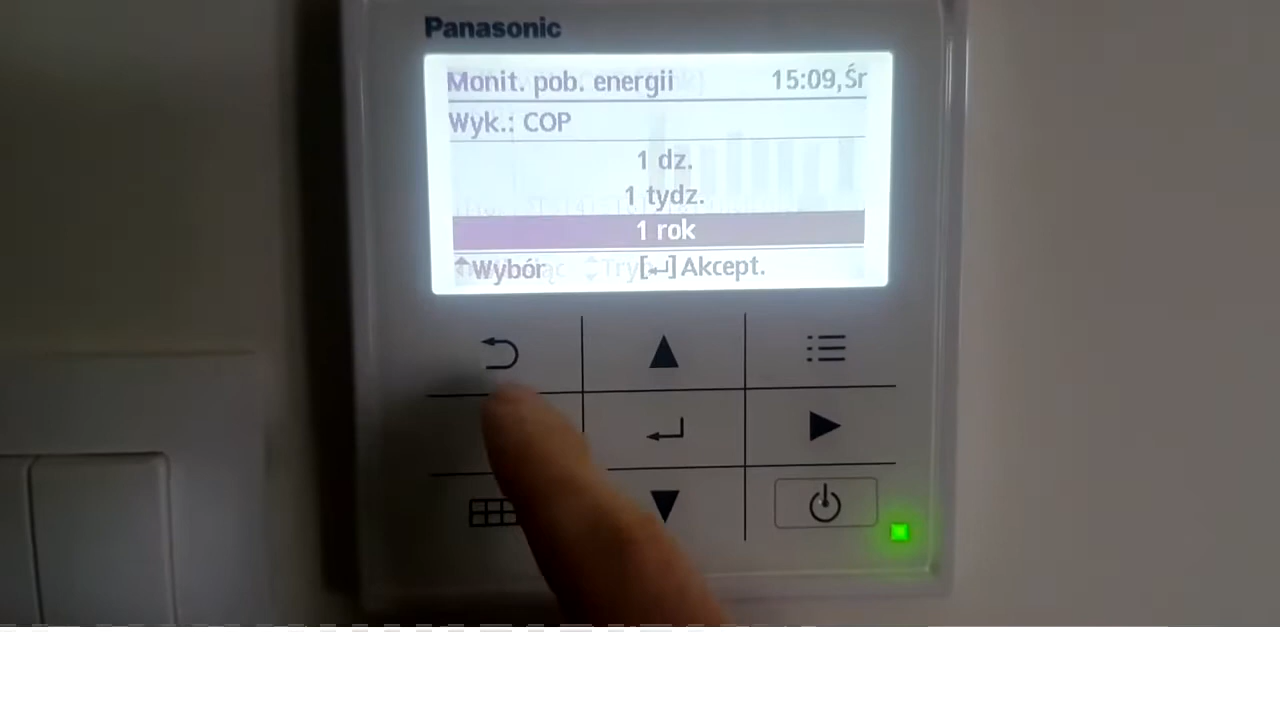 Panasonic
Monit. pob. energii 15:09,Śr
Wyk.: COP
1 dz.
1 tydz.
1 rok
Wybór Akcept.